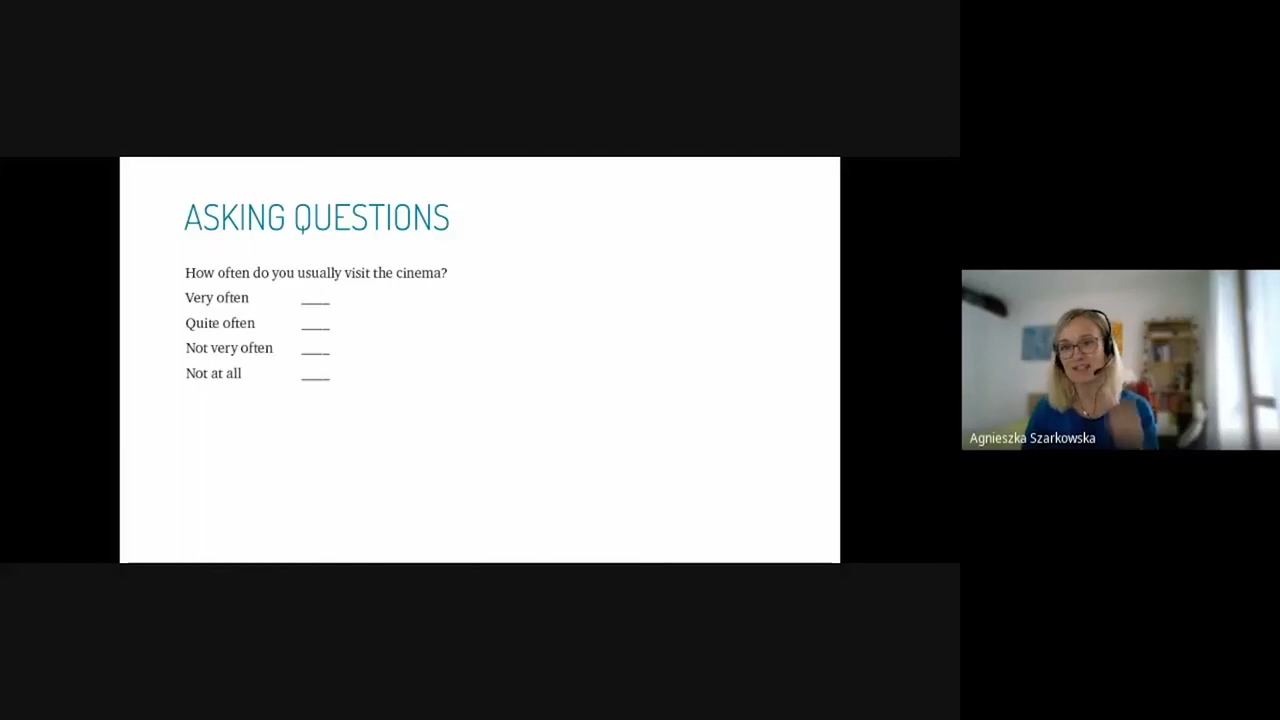 ASKING QUESTIONS
How often do you usually visit the cinema?
Very often ____
Quite often ____
Not very often ____
Not at all ____
Agnieszka Szarkowska